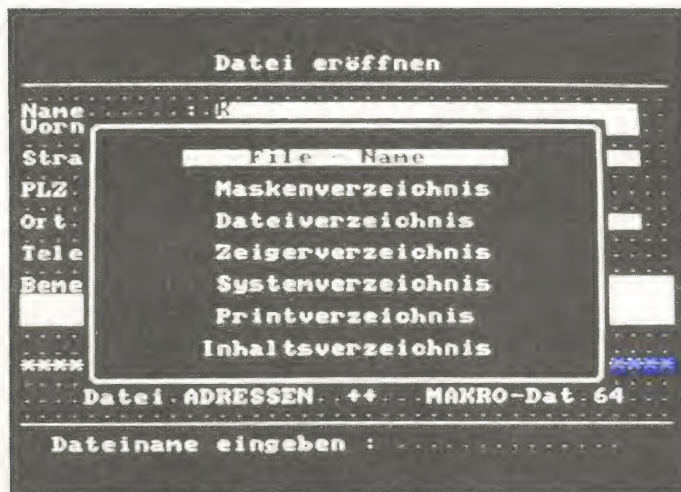 Datei eröffnen
Name . . . . . . : R
Vorn
Stra
File - Name
PLZ
Maskenverzeichnis
Ort
Dateiverzeichnis
Tele
Zeigerverzeichnis
Beme
Systemverzeichnis
Printverzeichnis
Inhaltsverzeichnis
**** ****
Datei.ADRESSEN..++...MAKRO-Dat.64
Dateiname eingeben : . . . . . . . . . . . . . .